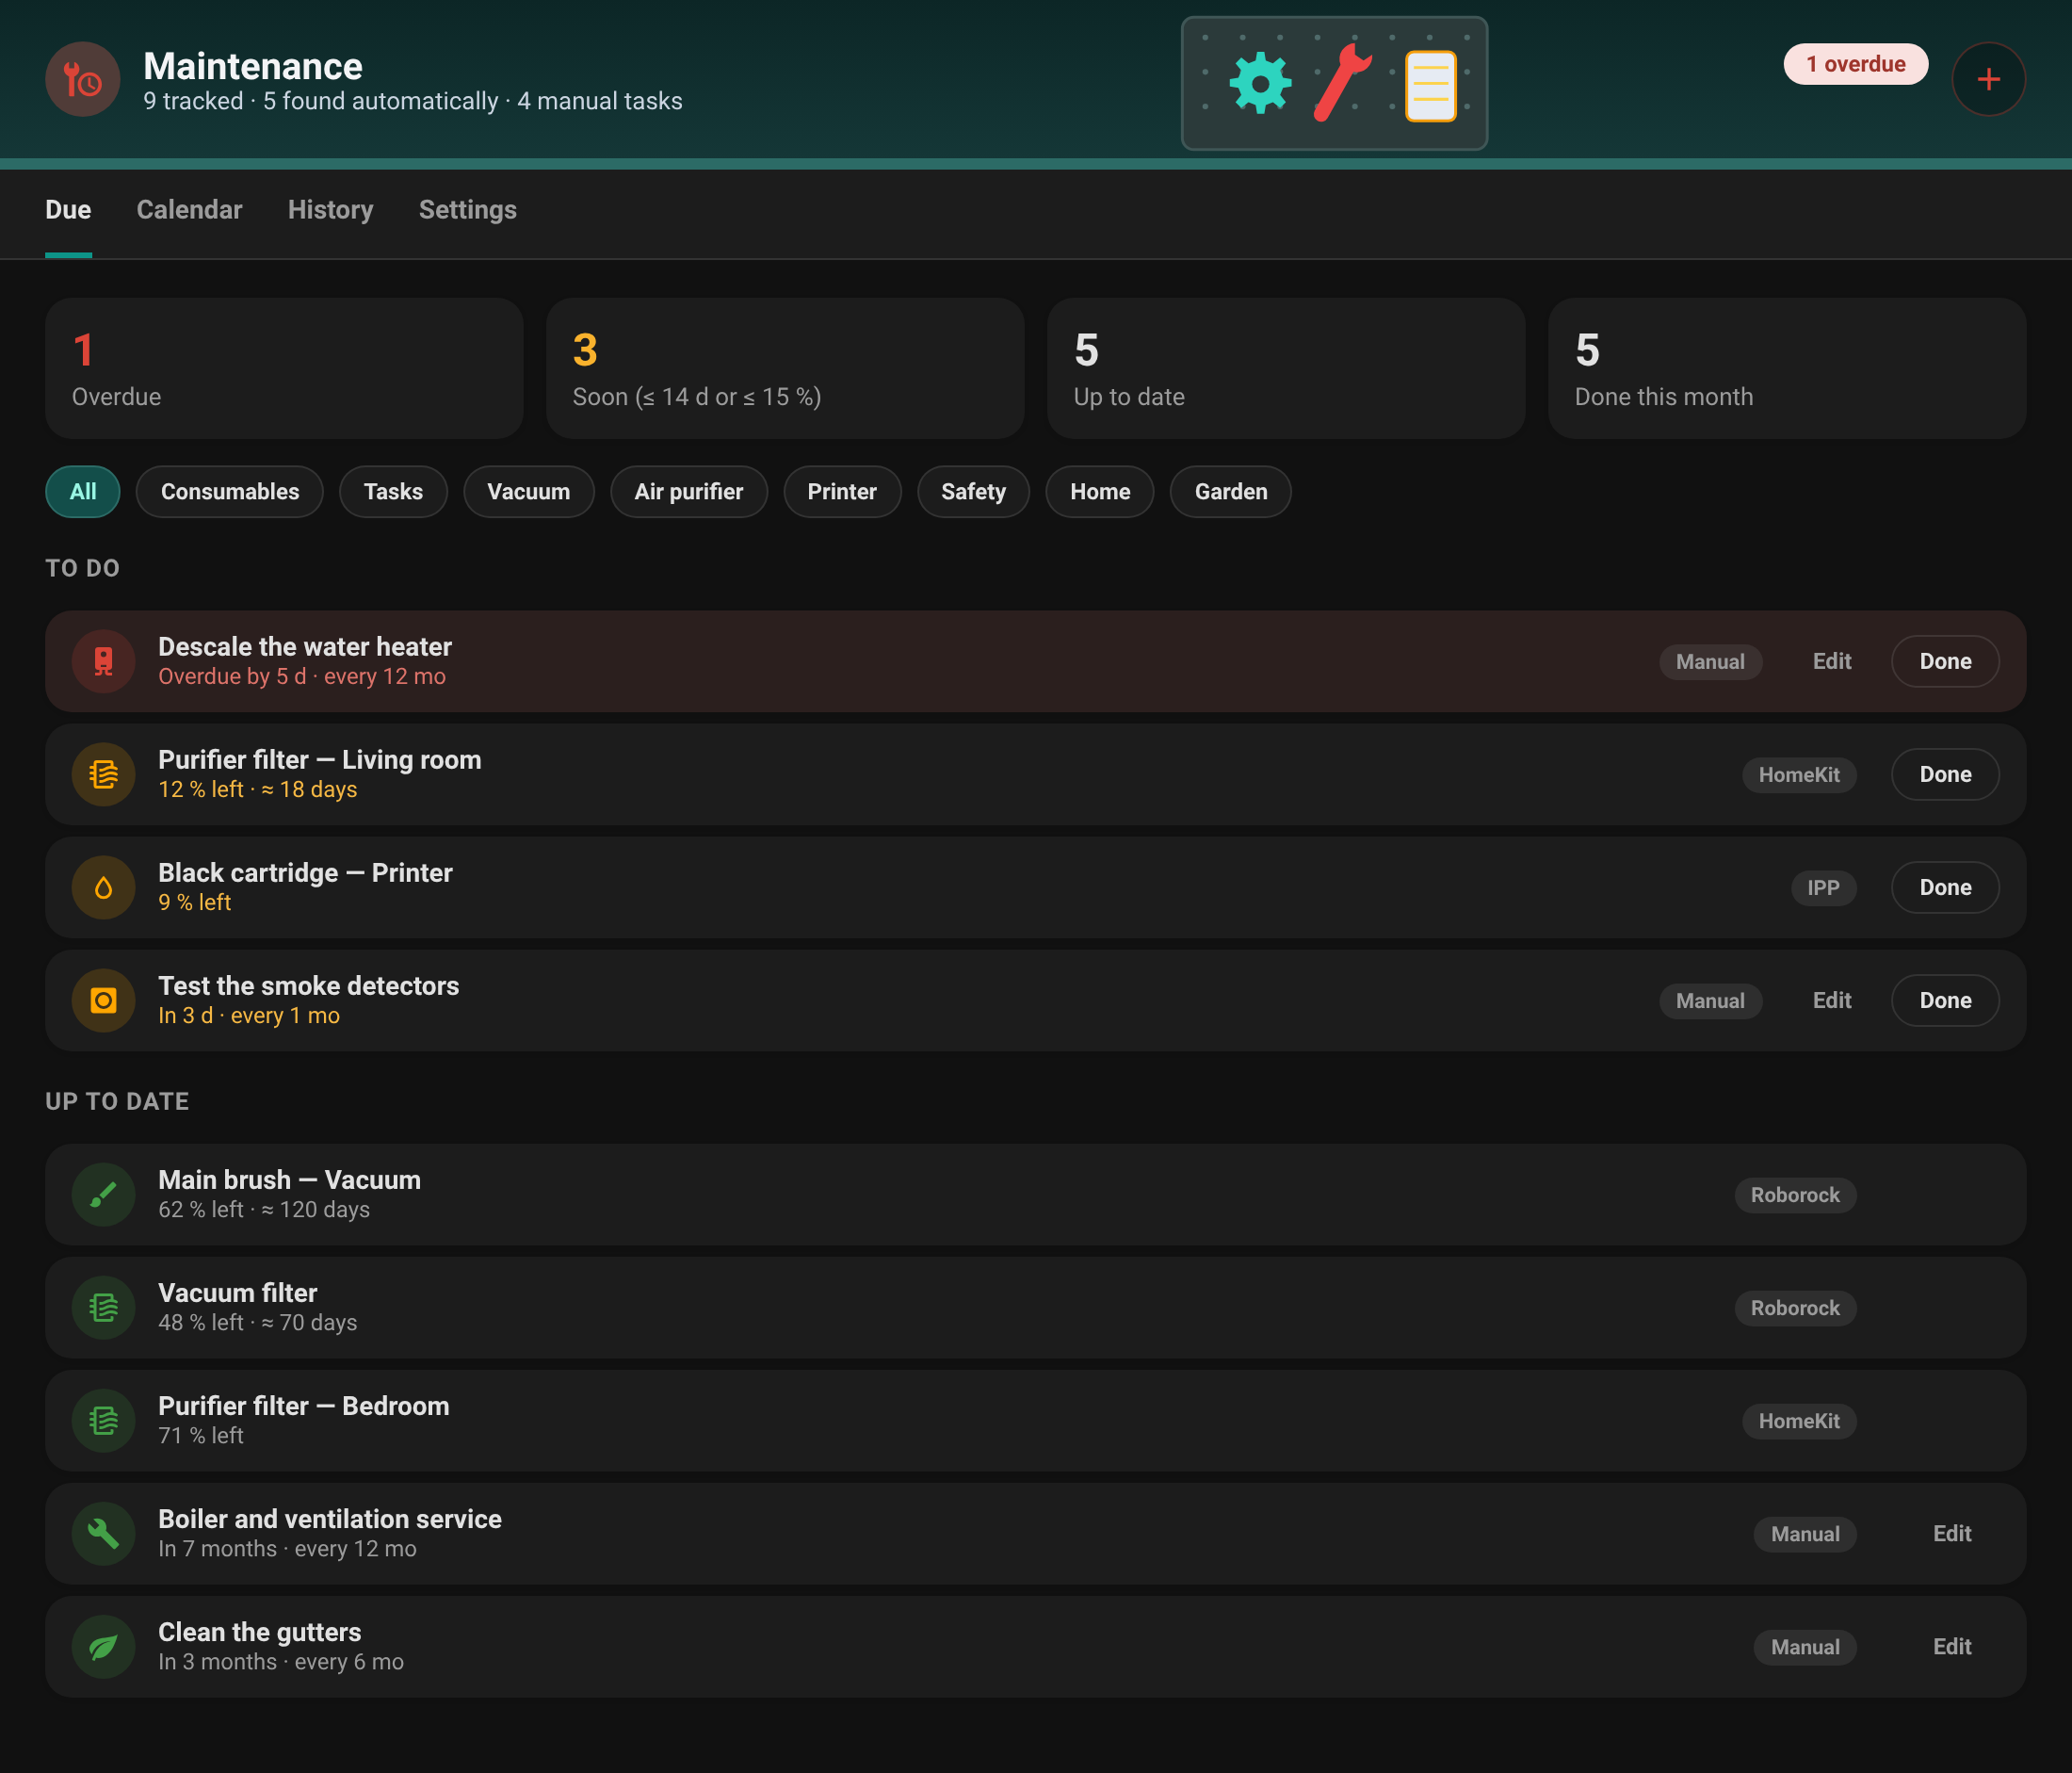 Maintenance
9 tracked · 5 found automatically · 4 manual tasks
1 overdue
+
Due
Calendar
History
Settings
1
Overdue
3
Soon (≤ 14 d or ≤ 15 %)
5
Up to date
5
Done this month
All
Consumables
Tasks
Vacuum
Air purifier
Printer
Safety
Home
Garden
TO DO
Descale the water heater
Overdue by 5 d · every 12 mo
Manual
Edit
Done
Purifier filter — Living room
12 % left · ≈ 18 days
HomeKit
Done
Black cartridge — Printer
9 % left
IPP
Done
Test the smoke detectors
In 3 d · every 1 mo
Manual
Edit
Done
UP TO DATE
Main brush — Vacuum
62 % left · ≈ 120 days
Roborock
Vacuum filter
48 % left · ≈ 70 days
Roborock
Purifier filter — Bedroom
71 % left
HomeKit
Boiler and ventilation service
In 7 months · every 12 mo
Manual
Edit
Clean the gutters
In 3 months · every 6 mo
Manual
Edit